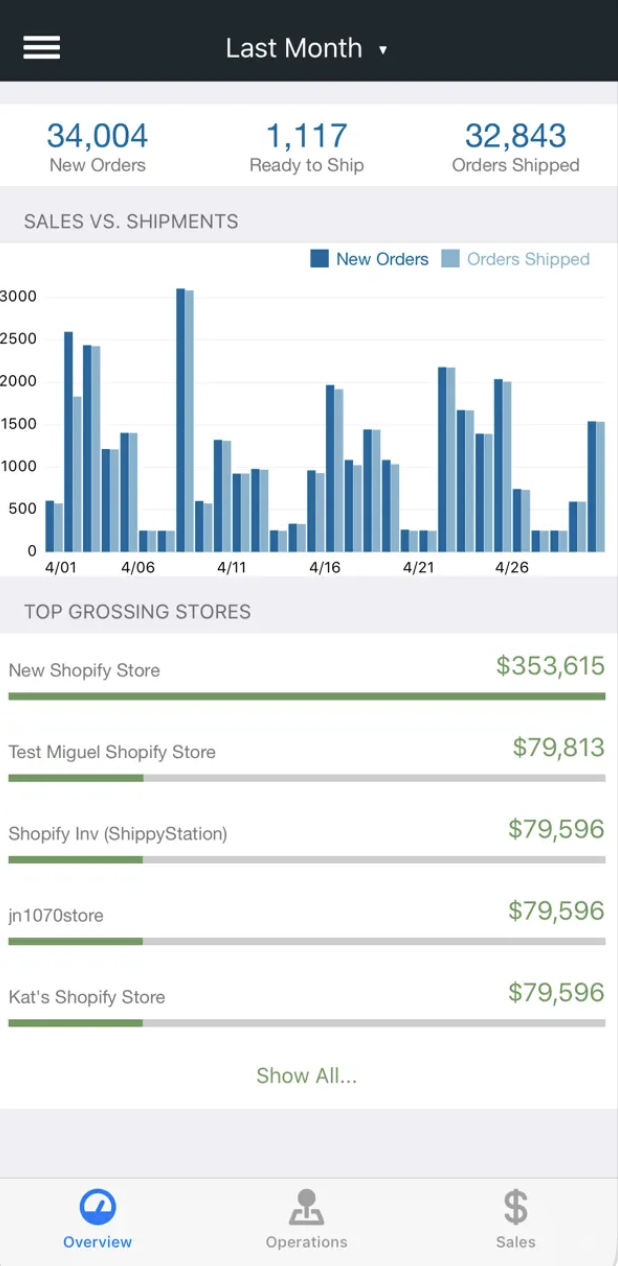 Last Month ▼
34,004 1,117 32,843
New Orders Ready to Ship Orders Shipped
SALES VS. SHIPMENTS
New Orders Orders Shipped
3000
2500
2000
1500
1000
500
0
4/01 4/06 4/11 4/16 4/21 4/26
TOP GROSSING STORES
New Shopify Store $353,615
Test Miguel Shopify Store $79,813
Shopify Inv (ShippyStation) $79,596
jn1070store $79,596
Kat's Shopify Store $79,596
Show All...
Overview Operations Sales